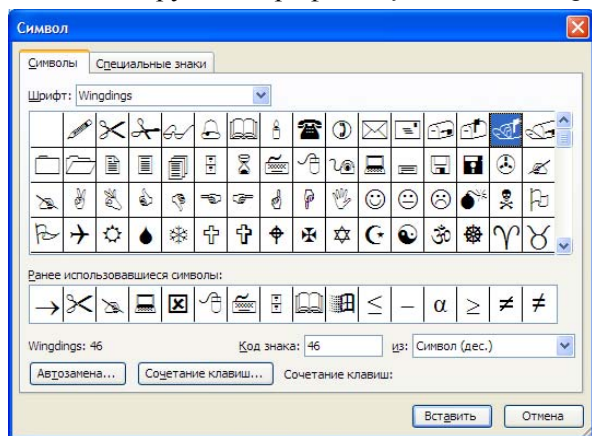 Символ
Символы Специальные знаки
Шрифт: Wingdings
Ранее использовавшиеся символы:
→ ≤ – α ≥ ≠ ≠
Wingdings: 46 Код знака: 46 из: Символ (дес.)
Автозамена... Сочетание клавиш... Сочетание клавиш:
Вставить Отмена